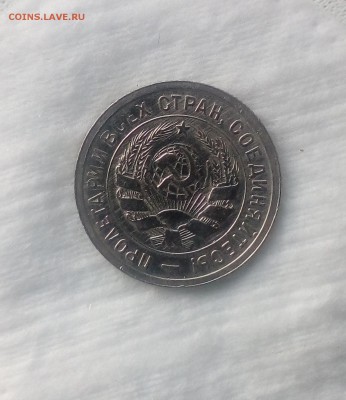 COINS.LAVE.RU
ПРОЛЕТАРИИ ВСЕХ СТРАН, СОЕДИНЯЙТЕСЬ! —